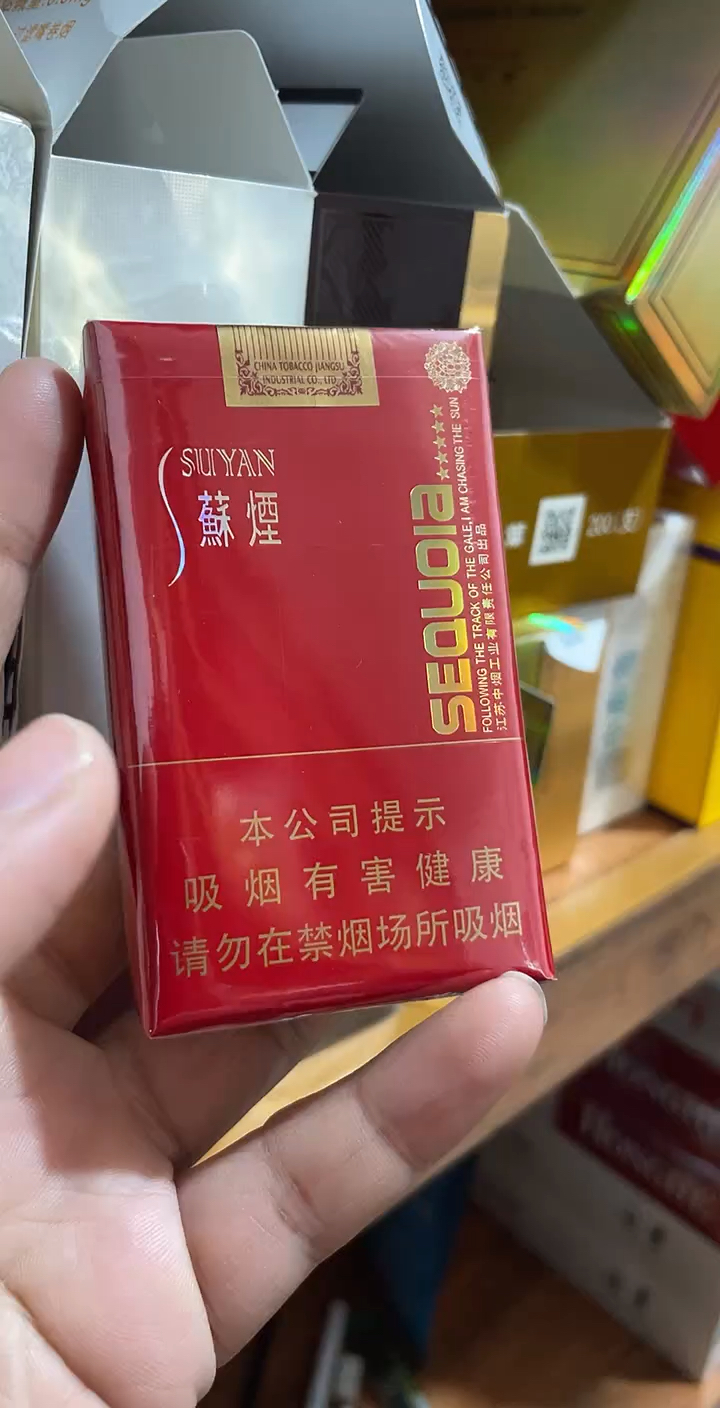 CHINA TOBACCO JIANGSU
INDUSTRIAL CO., LTD
SUYAN
蘇煙
SEQUOIA
FOLLOWING THE TRACK OF THE GALE,I AM CHASING THE SUN
江苏中烟工业有限责任公司出品
本公司提示
吸烟有害健康
请勿在禁烟场所吸烟